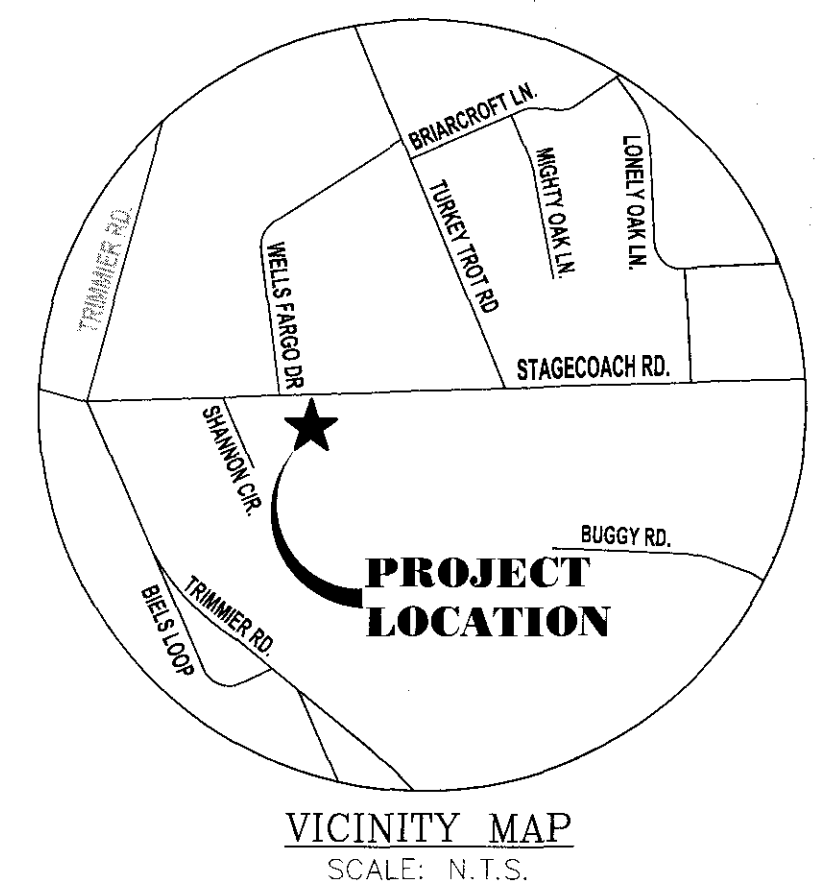 BRIARCROFT LN.
MIGHTY OAK LN.
LONELY OAK LN.
TRIMMIER RD.
TURKEY TROT RD
WELLS FARGO DR
STAGECOACH RD.
SHANNON CIR.
BUGGY RD.
PROJECT
LOCATION
TRIMMIER RD.
BIELS LOOP
VICINITY MAP
SCALE: N.T.S.